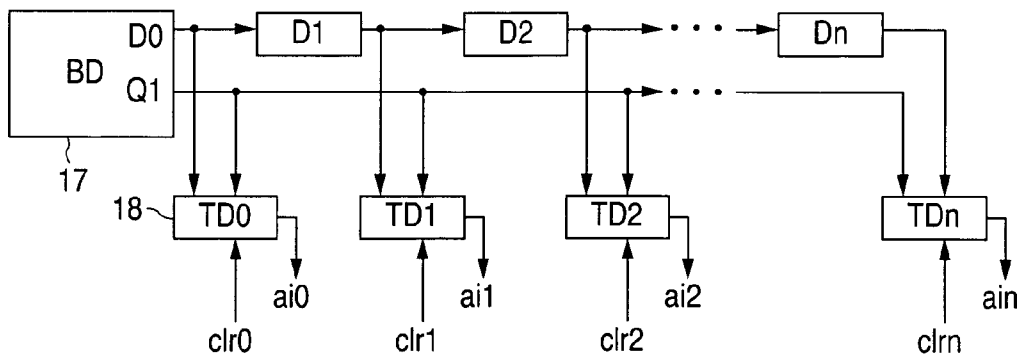 D0 D1 D2 . . . Dn
BD
Q1 . . .
17
18 TD0 TD1 TD2 TDn
ai0 ai1 ai2 ain
clr0 clr1 clr2 clrn